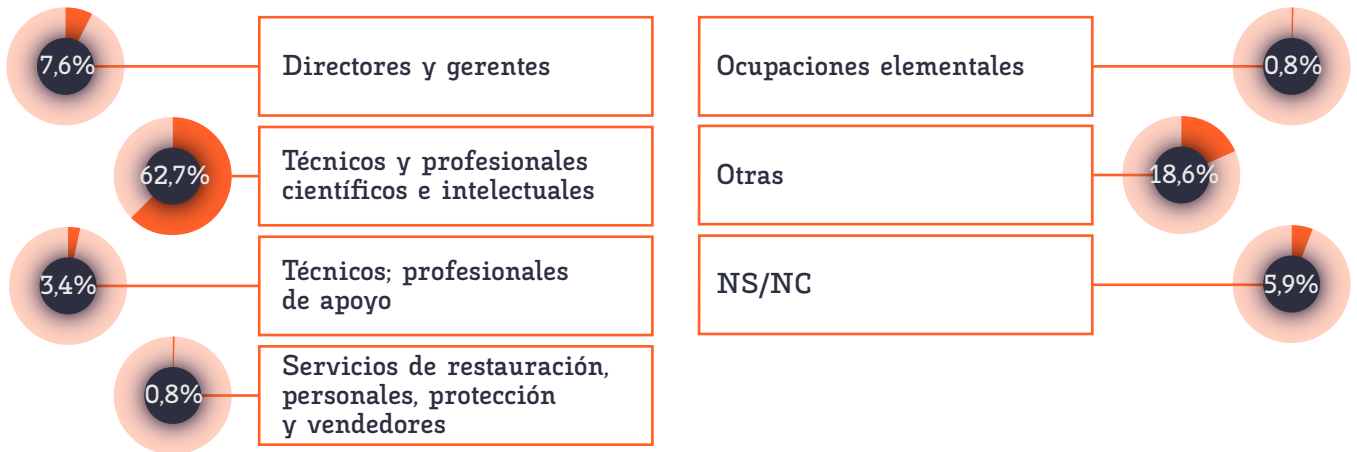 7,6%
Directores y gerentes
62,7%
Técnicos y profesionales
científicos e intelectuales
3,4%
Técnicos; profesionales
de apoyo
0,8%
Servicios de restauración,
personales, protección
y vendedores
Ocupaciones elementales
0,8%
Otras
18,6%
NS/NC
5,9%